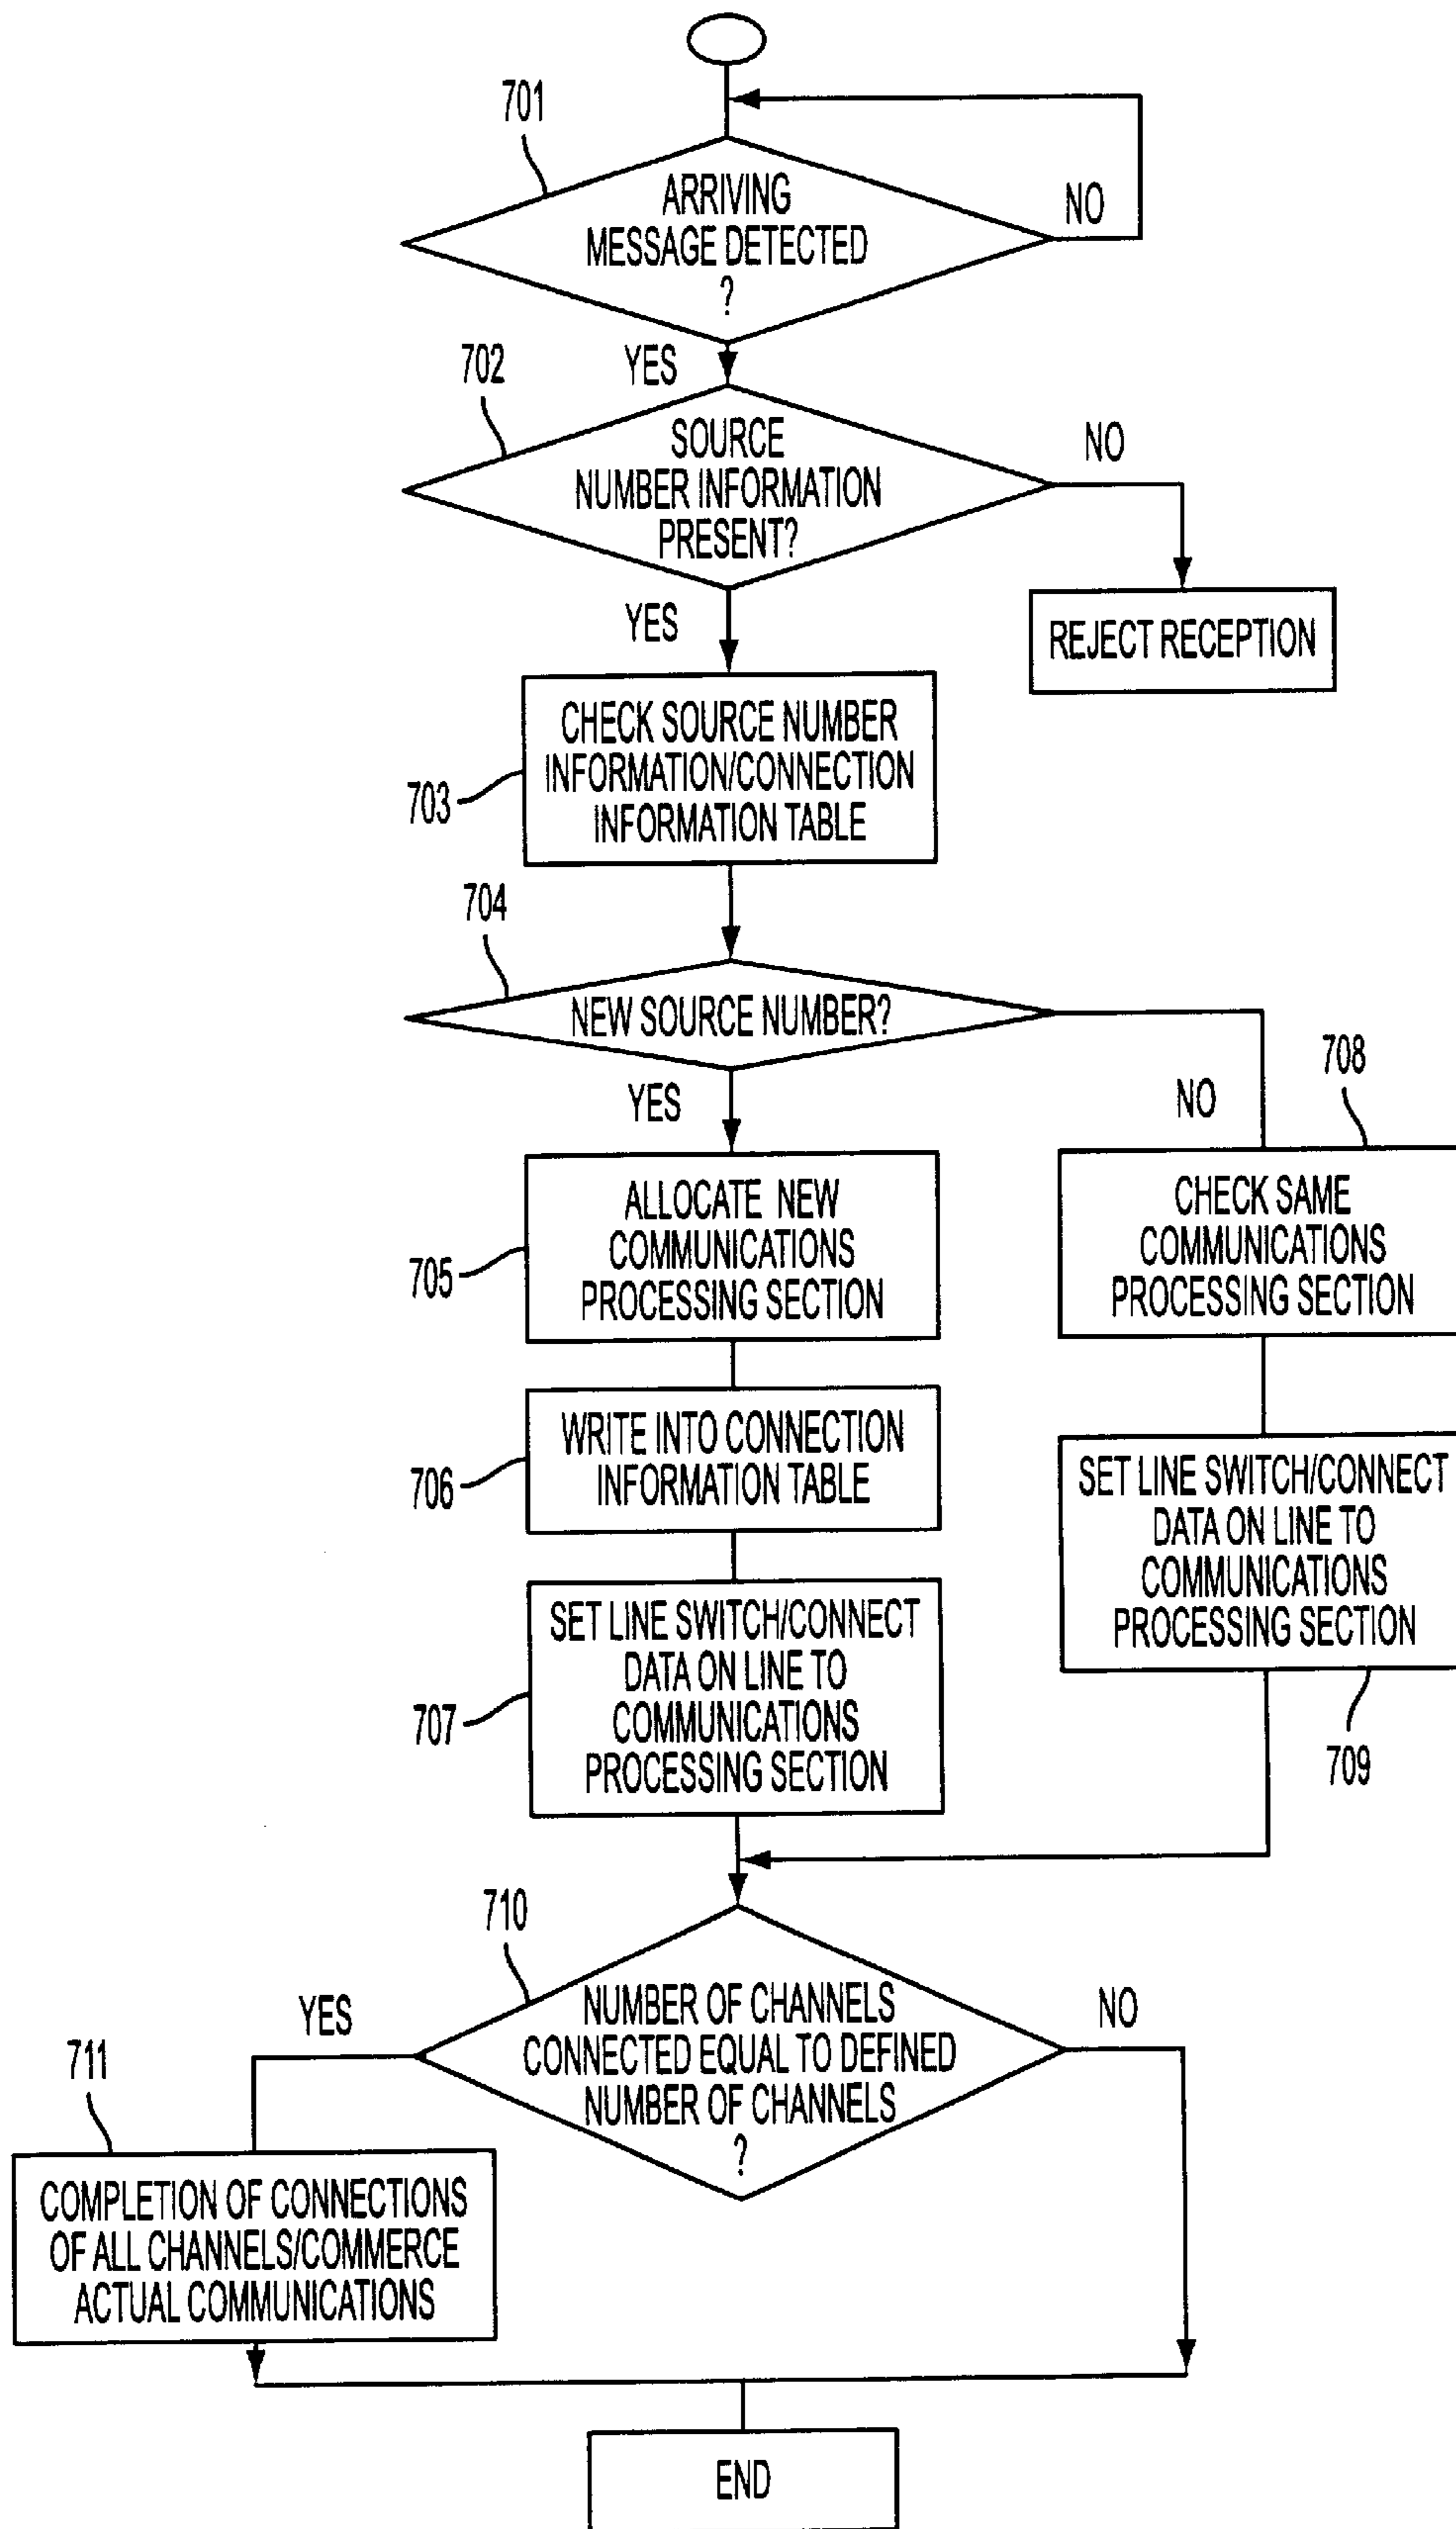 701
ARRIVING
MESSAGE DETECTED
?
NO
YES
702
SOURCE
NUMBER INFORMATION
PRESENT?
NO
YES
REJECT RECEPTION
CHECK SOURCE NUMBER
INFORMATION/CONNECTION
INFORMATION TABLE
703
704
NEW SOURCE NUMBER?
YES
NO
708
ALLOCATE NEW
COMMUNICATIONS
PROCESSING SECTION
705
CHECK SAME
COMMUNICATIONS
PROCESSING SECTION
WRITE INTO CONNECTION
INFORMATION TABLE
706
SET LINE SWITCH/CONNECT
DATA ON LINE TO
COMMUNICATIONS
PROCESSING SECTION
709
SET LINE SWITCH/CONNECT
DATA ON LINE TO
COMMUNICATIONS
PROCESSING SECTION
707
710
NUMBER OF CHANNELS
CONNECTED EQUAL TO DEFINED
NUMBER OF CHANNELS
?
YES
NO
711
COMPLETION OF CONNECTIONS
OF ALL CHANNELS/COMMERCE
ACTUAL COMMUNICATIONS
END